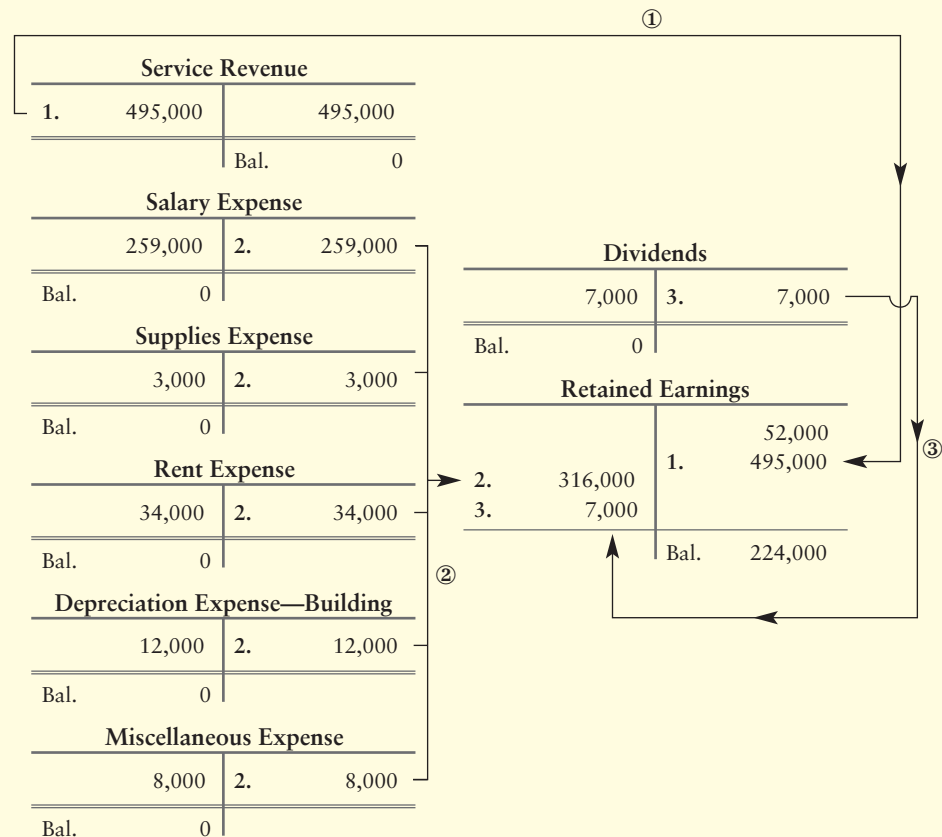 ①
Service Revenue
1. 495,000 495,000
Bal. 0
Salary Expense
259,000 2. 259,000
Bal. 0
Supplies Expense
3,000 2. 3,000
Bal. 0
Rent Expense
34,000 2. 34,000
Bal. 0
②
Depreciation Expense—Building
12,000 2. 12,000
Bal. 0
Miscellaneous Expense
8,000 2. 8,000
Bal. 0
Dividends
7,000 3. 7,000
Bal. 0
Retained Earnings
52,000
1. 495,000
2. 316,000
3. 7,000
Bal. 224,000
③